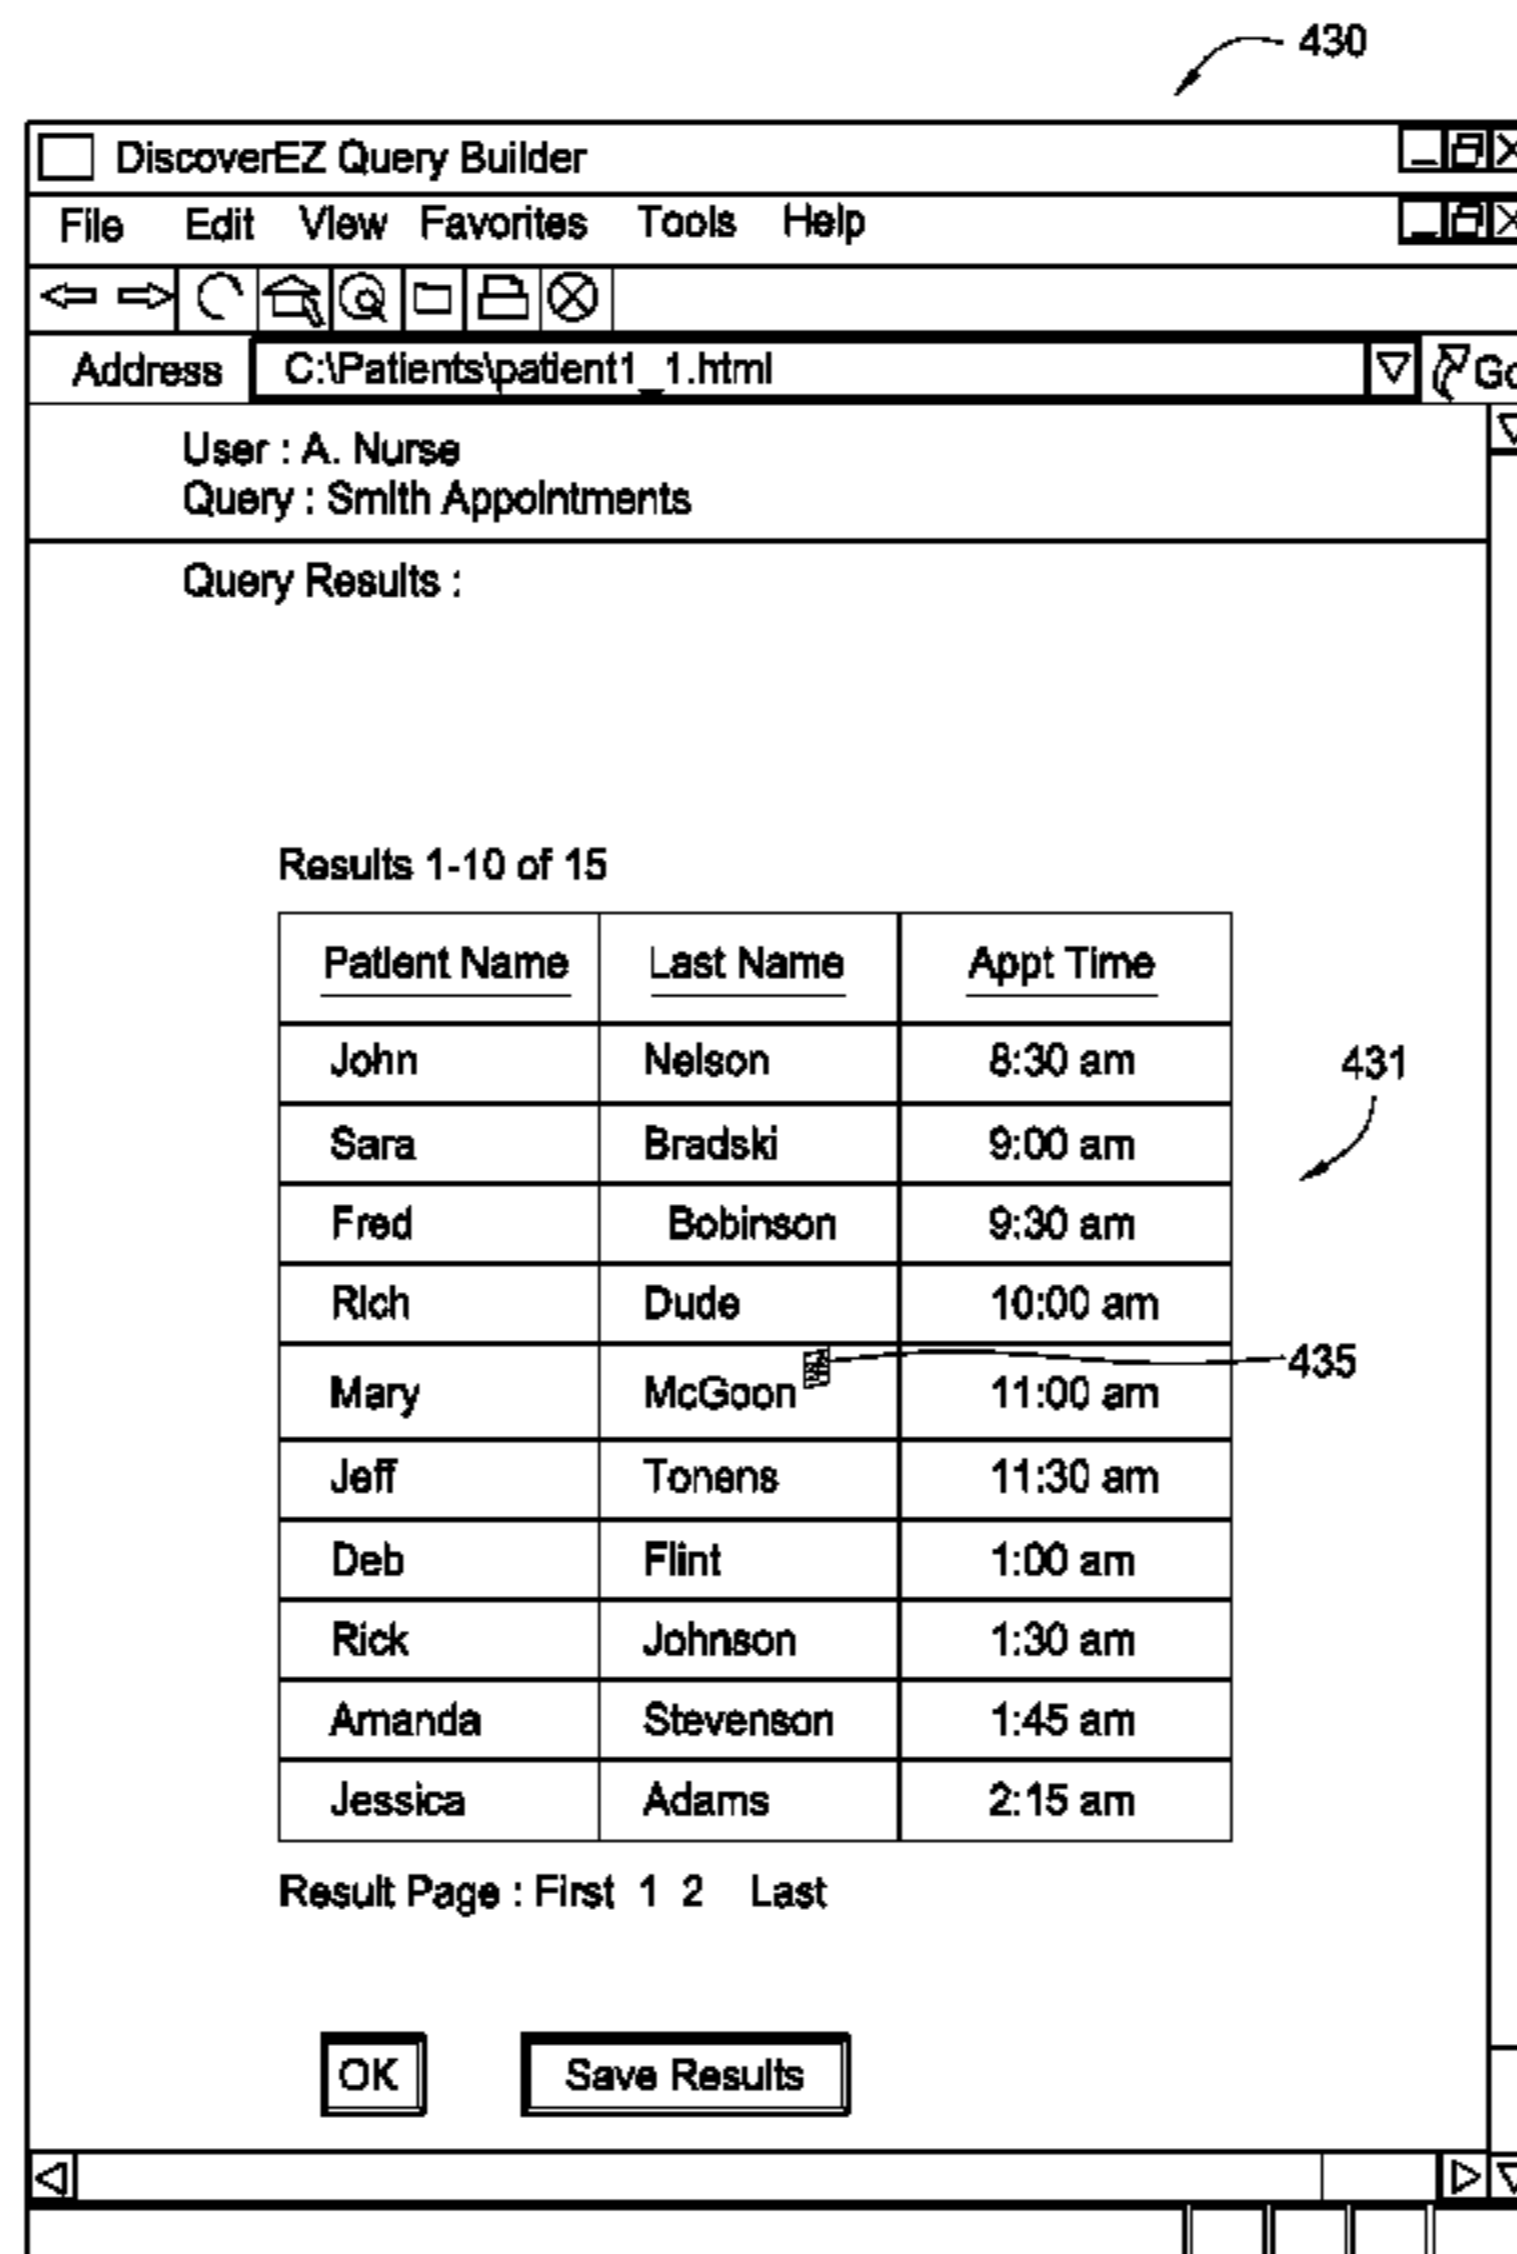 430
DiscoverEZ Query Builder
File Edit View Favorites Tools Help
Address C:\Patients\patient1_1.html Go
User : A. Nurse
Query : Smith Appointments
Query Results :
Results 1-10 of 15
Patient Name Last Name Appt Time
John Nelson 8:30 am
431
Sara Bradski 9:00 am
Fred Bobinson 9:30 am
Rich Dude 10:00 am
435
Mary McGoon 11:00 am
Jeff Tonens 11:30 am
Deb Flint 1:00 am
Rick Johnson 1:30 am
Amanda Stevenson 1:45 am
Jessica Adams 2:15 am
Result Page : First 1 2 Last
OK Save Results